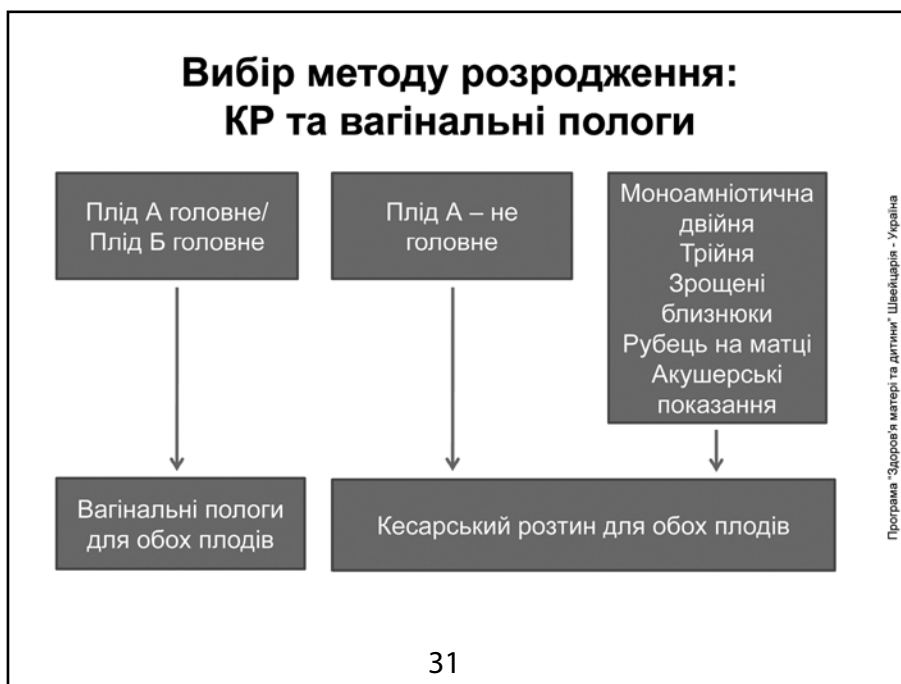 Вибір методу розродження:
КР та вагінальні пологи
Плід А головне/
Плід Б головне
Плід А – не
головне
Моноамніотична
двійня
Трійня
Зрощені
близнюки
Рубець на матці
Акушерські
показання
Вагінальні пологи
для обох плодів
Кесарський розтин для обох плодів
Програма "Здоров'я матері та дитини" Швейцарія - Україна
31